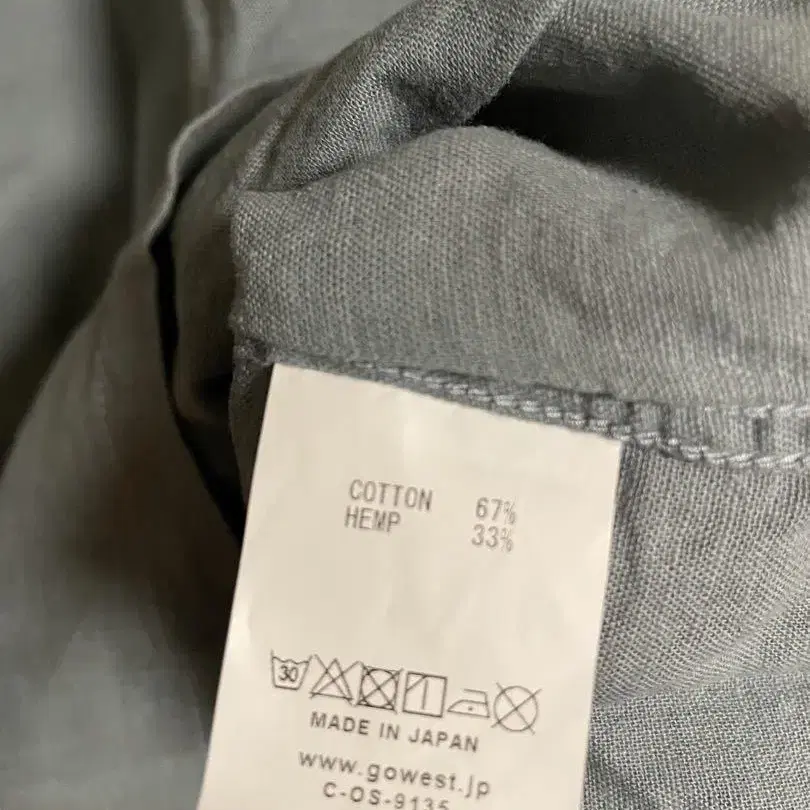 COTTON 67%
HEMP 33%
30
MADE IN JAPAN
www.gowest.jp
C-OS-9135